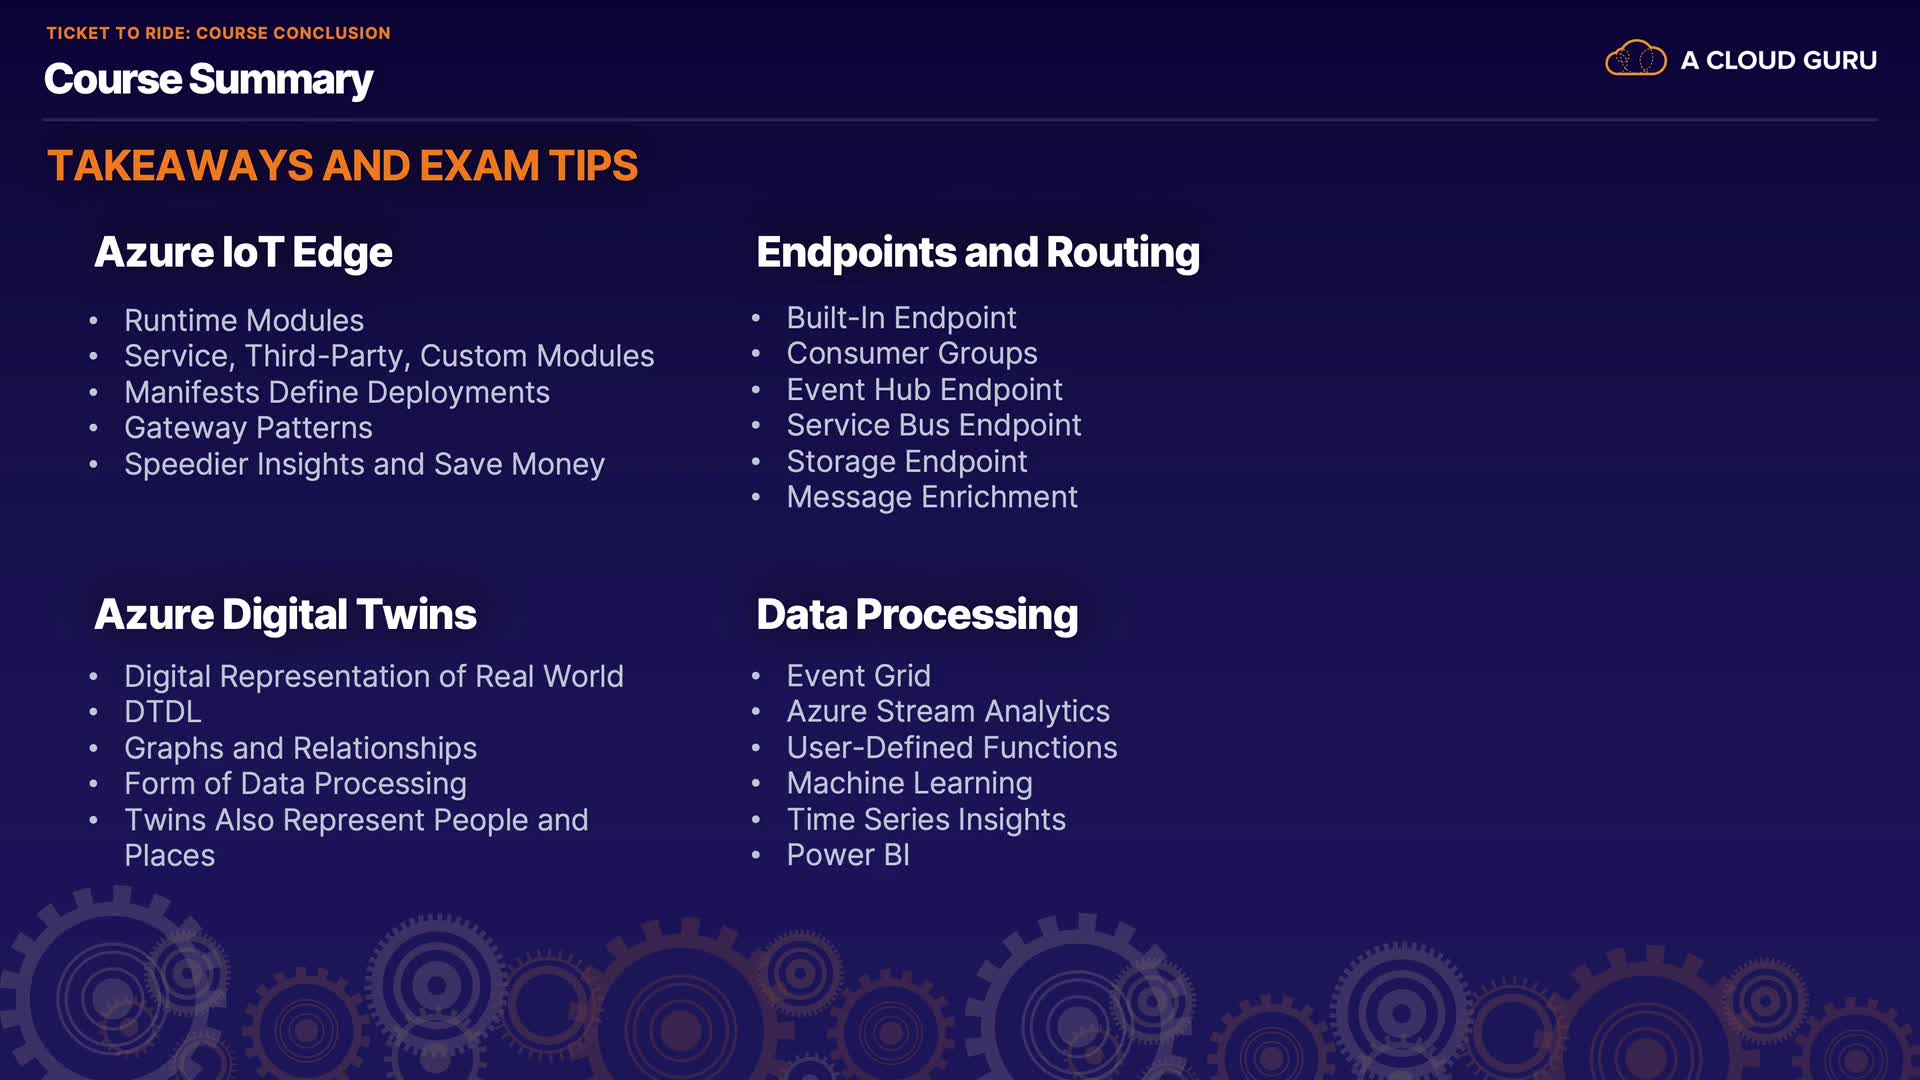 TICKET TO RIDE: COURSE CONCLUSION
Course Summary
A CLOUD GURU
TAKEAWAYS AND EXAM TIPS
Azure IoT Edge
• Runtime Modules
• Service, Third-Party, Custom Modules
• Manifests Define Deployments
• Gateway Patterns
• Speedier Insights and Save Money
Endpoints and Routing
• Built-In Endpoint
• Consumer Groups
• Event Hub Endpoint
• Service Bus Endpoint
• Storage Endpoint
• Message Enrichment
Azure Digital Twins
• Digital Representation of Real World
• DTDL
• Graphs and Relationships
• Form of Data Processing
• Twins Also Represent People and
Places
Data Processing
• Event Grid
• Azure Stream Analytics
• User-Defined Functions
• Machine Learning
• Time Series Insights
• Power BI